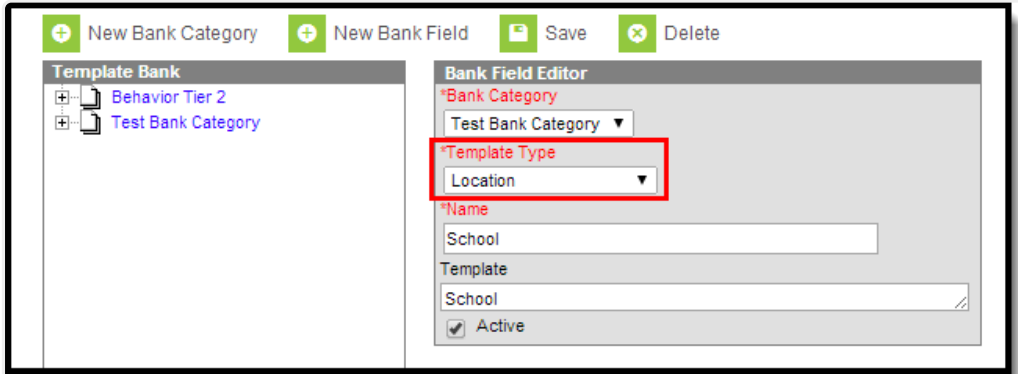 New Bank Category New Bank Field Save Delete
Template Bank
Behavior Tier 2
Test Bank Category
Bank Field Editor
*Bank Category
Test Bank Category
*Template Type
Location
*Name
School
Template
School
Active